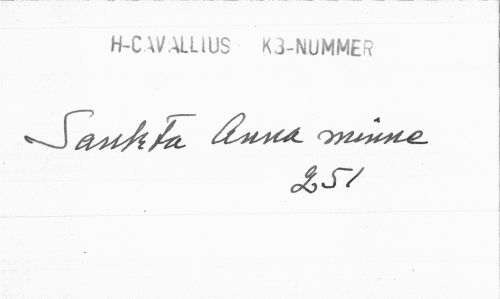 H-CAVALLIUS KB-NUMMER
Sankta Anna minne
251